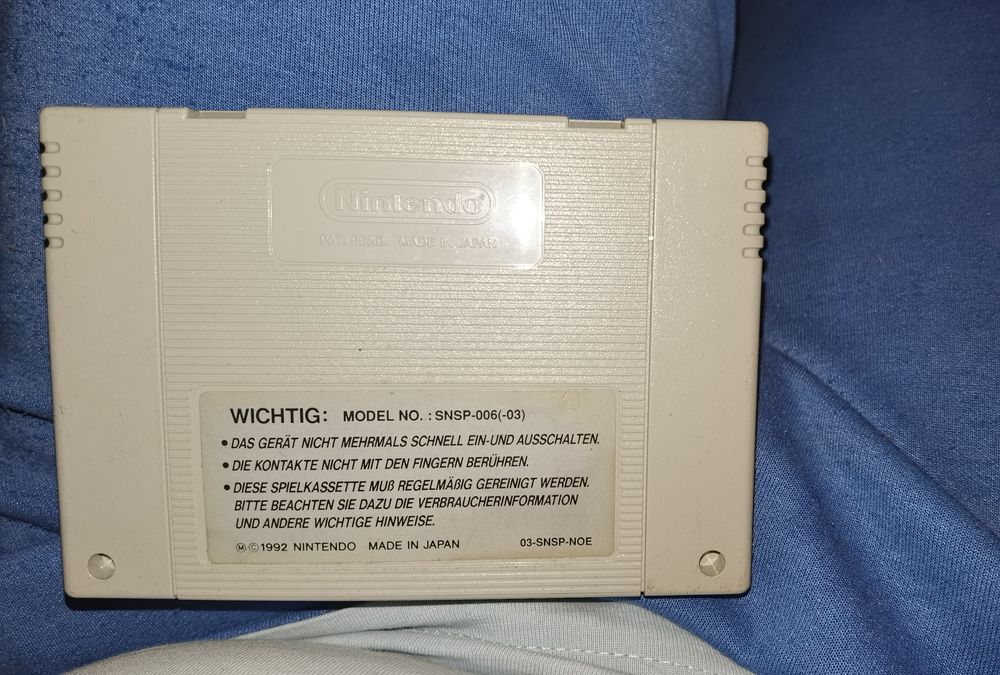 Nintendo
PAT. PEND. MADE IN JAPAN
WICHTIG: MODEL NO. : SNSP-006(-03)
• DAS GERÄT NICHT MEHRMALS SCHNELL EIN-UND AUSSCHALTEN.
• DIE KONTAKTE NICHT MIT DEN FINGERN BERÜHREN.
• DIESE SPIELKASSETTE MUß REGELMÄßIG GEREINIGT WERDEN.
BITTE BEACHTEN SIE DAZU DIE VERBRAUCHERINFORMATION
UND ANDERE WICHTIGE HINWEISE.
Ⓜ©1992 NINTENDO MADE IN JAPAN 03-SNSP-NOE